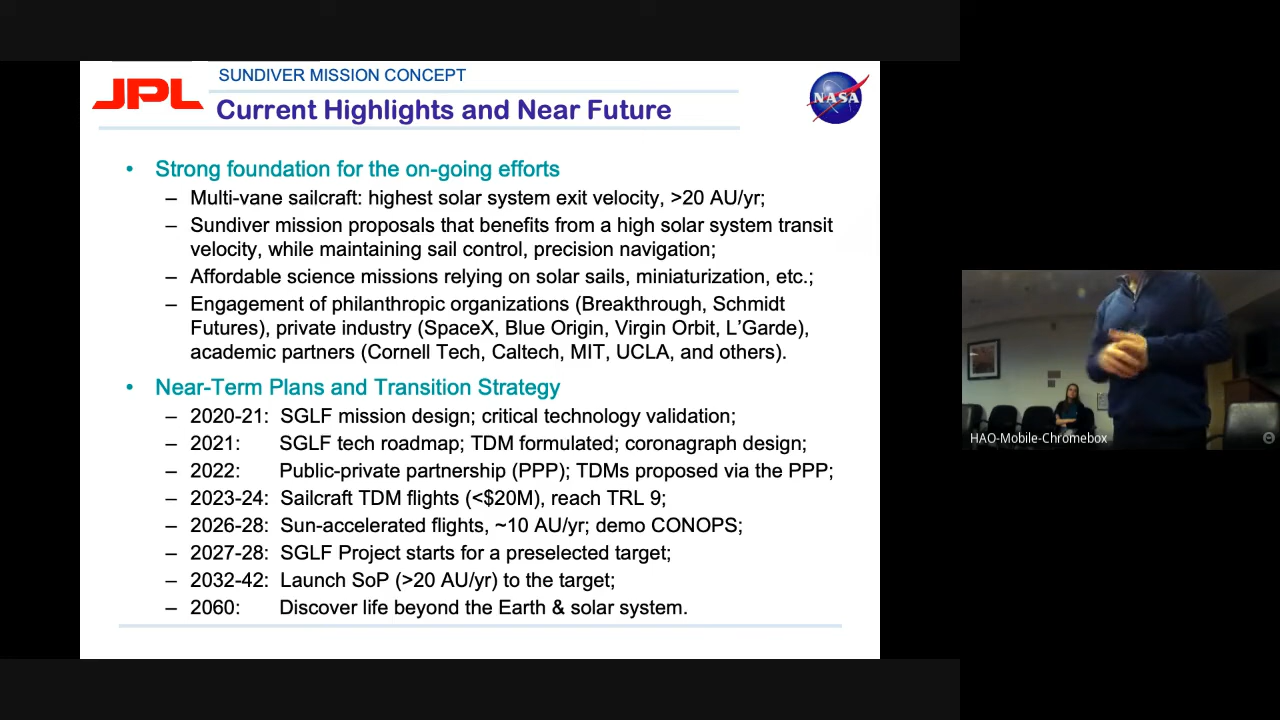 JPL
SUNDIVER MISSION CONCEPT
Current Highlights and Near Future
NASA
• Strong foundation for the on-going efforts
– Multi-vane sailcraft: highest solar system exit velocity, >20 AU/yr;
– Sundiver mission proposals that benefits from a high solar system transit
velocity, while maintaining sail control, precision navigation;
– Affordable science missions relying on solar sails, miniaturization, etc.;
– Engagement of philanthropic organizations (Breakthrough, Schmidt
Futures), private industry (SpaceX, Blue Origin, Virgin Orbit, L’Garde),
academic partners (Cornell Tech, Caltech, MIT, UCLA, and others).
• Near-Term Plans and Transition Strategy
– 2020-21: SGLF mission design; critical technology validation;
– 2021: SGLF tech roadmap; TDM formulated; coronagraph design;
– 2022: Public-private partnership (PPP); TDMs proposed via the PPP;
– 2023-24: Sailcraft TDM flights (<$20M), reach TRL 9;
– 2026-28: Sun-accelerated flights, ~10 AU/yr; demo CONOPS;
– 2027-28: SGLF Project starts for a preselected target;
– 2032-42: Launch SoP (>20 AU/yr) to the target;
– 2060: Discover life beyond the Earth & solar system.
HAO-Mobile-Chromebox